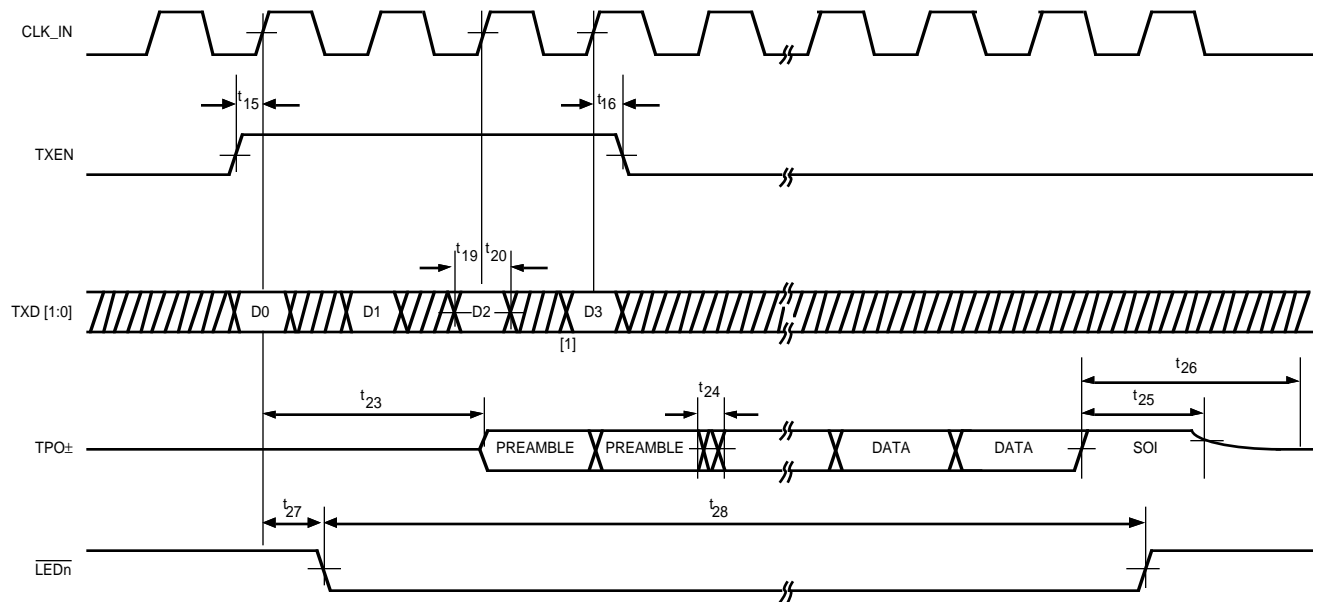 CLK_IN
t15
t16
TXEN
t19 t20
TXD [1:0]
D0 D1 D2 D3
[1]
t26
t23
t24
t25
TPO±
PREAMBLE PREAMBLE DATA DATA SOI
t27
t28
LEDn